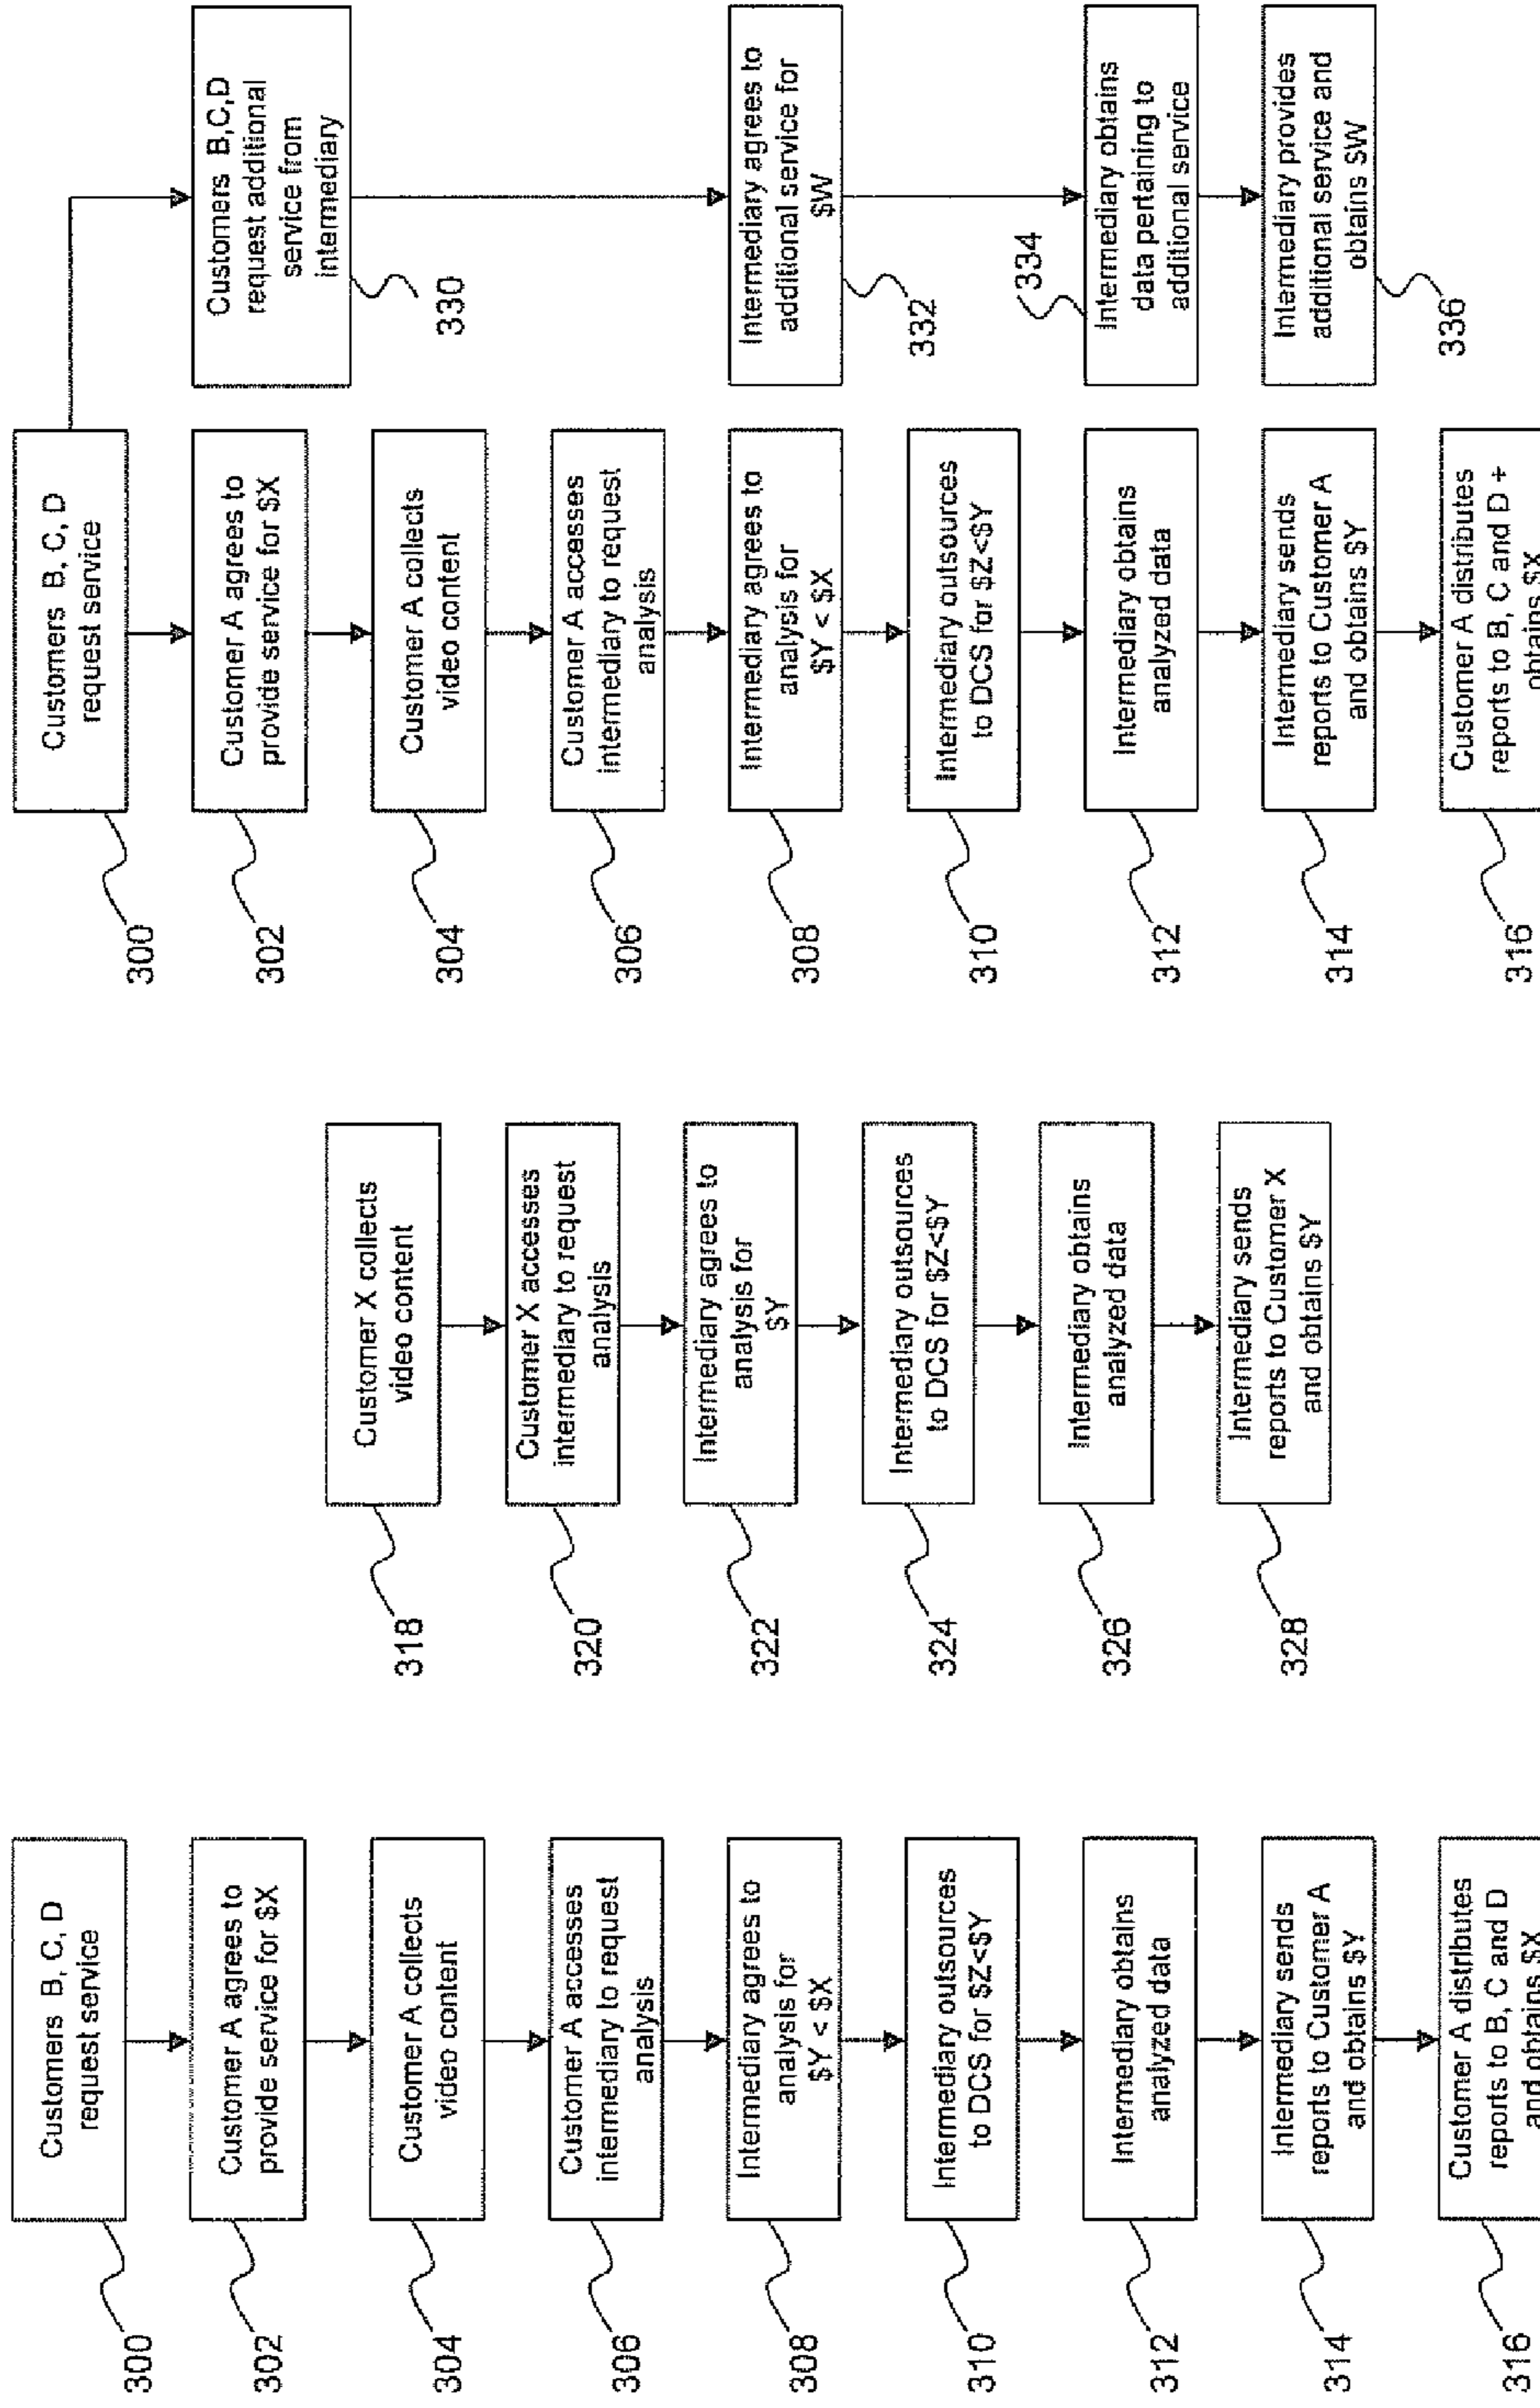 300
Customers B, C, D
request service
302
Customer A agrees to
provide service for $X
304
Customer A collects
video content
306
Customer A accesses
intermediary to request
analysis
308
Intermediary agrees to
analysis for
$Y < $X
310
Intermediary outsources
to DCS for $Z<$Y
312
Intermediary obtains
analyzed data
314
Intermediary sends
reports to Customer A
and obtains $Y
316
Customer A distributes
reports to B, C and D
and obtains $X
318
Customer X collects
video content
320
Customer X accesses
intermediary to request
analysis
322
Intermediary agrees to
analysis for
$Y
324
Intermediary outsources
to DCS for $Z<$Y
326
Intermediary obtains
analyzed data
328
Intermediary sends
reports to Customer X
and obtains $Y
300
Customers B, C, D
request service
302
Customer A agrees to
provide service for $X
304
Customer A collects
video content
306
Customer A accesses
intermediary to request
analysis
308
Intermediary agrees to
analysis for
$Y < $X
310
Intermediary outsources
to DCS for $Z<$Y
312
Intermediary obtains
analyzed data
314
Intermediary sends
reports to Customer A
and obtains $Y
316
Customer A distributes
reports to B, C and D +
obtains $X
Customers B,C,D
request additional
service from
intermediary
330
Intermediary agrees to
additional service for
$W
332
334
Intermediary obtains
data pertaining to
additional service
Intermediary provides
additional service and
obtains $W
336